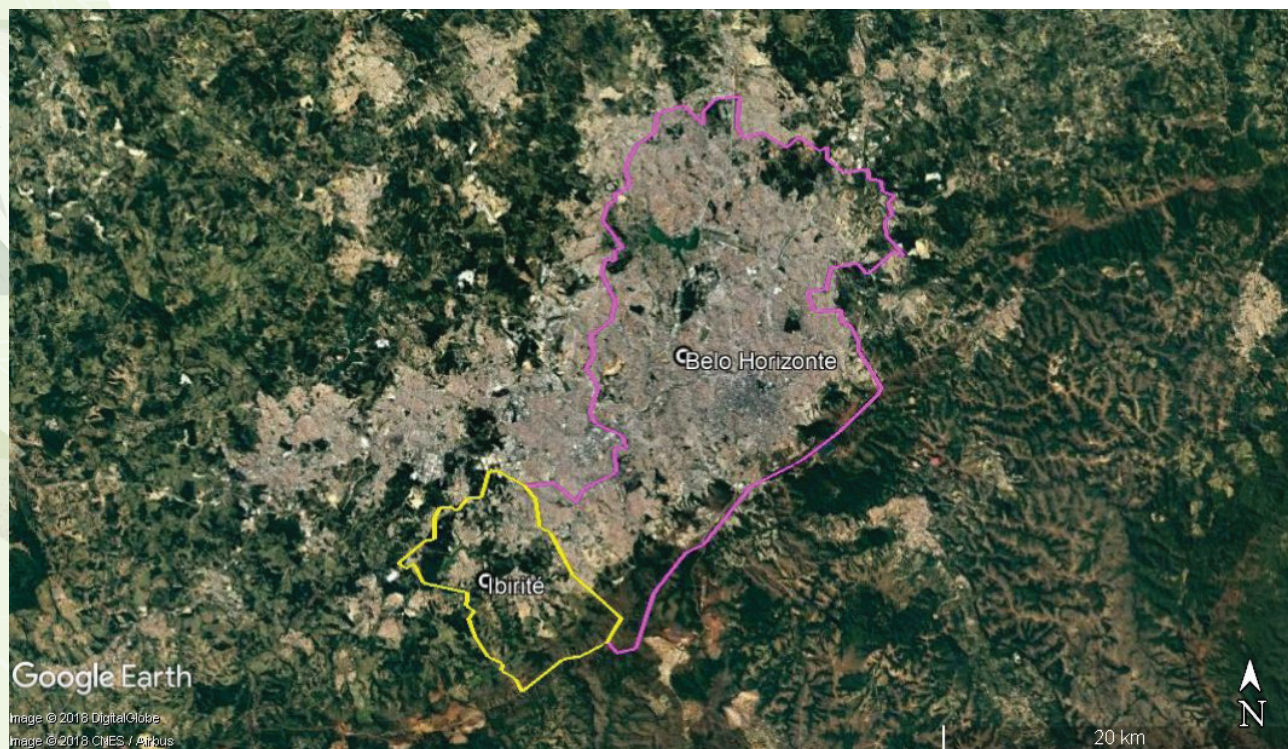 Belo Horizonte
Ibirité
Google Earth
Image © 2018 DigitalGlobe
Image © 2018 CNES / Airbus
20 km
N